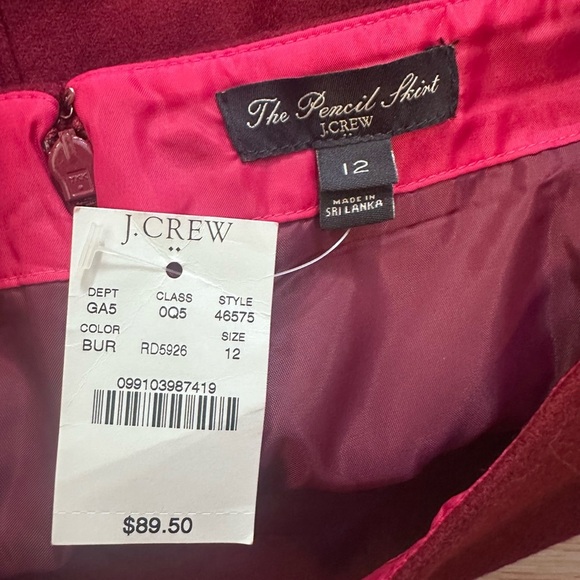 The Pencil Skirt
J.CREW
12
MADE IN
SRI LANKA
J.CREW
DEPT CLASS STYLE
GA5 0Q5 46575
COLOR SIZE
BUR RD5926 12
099103987419
$89.50